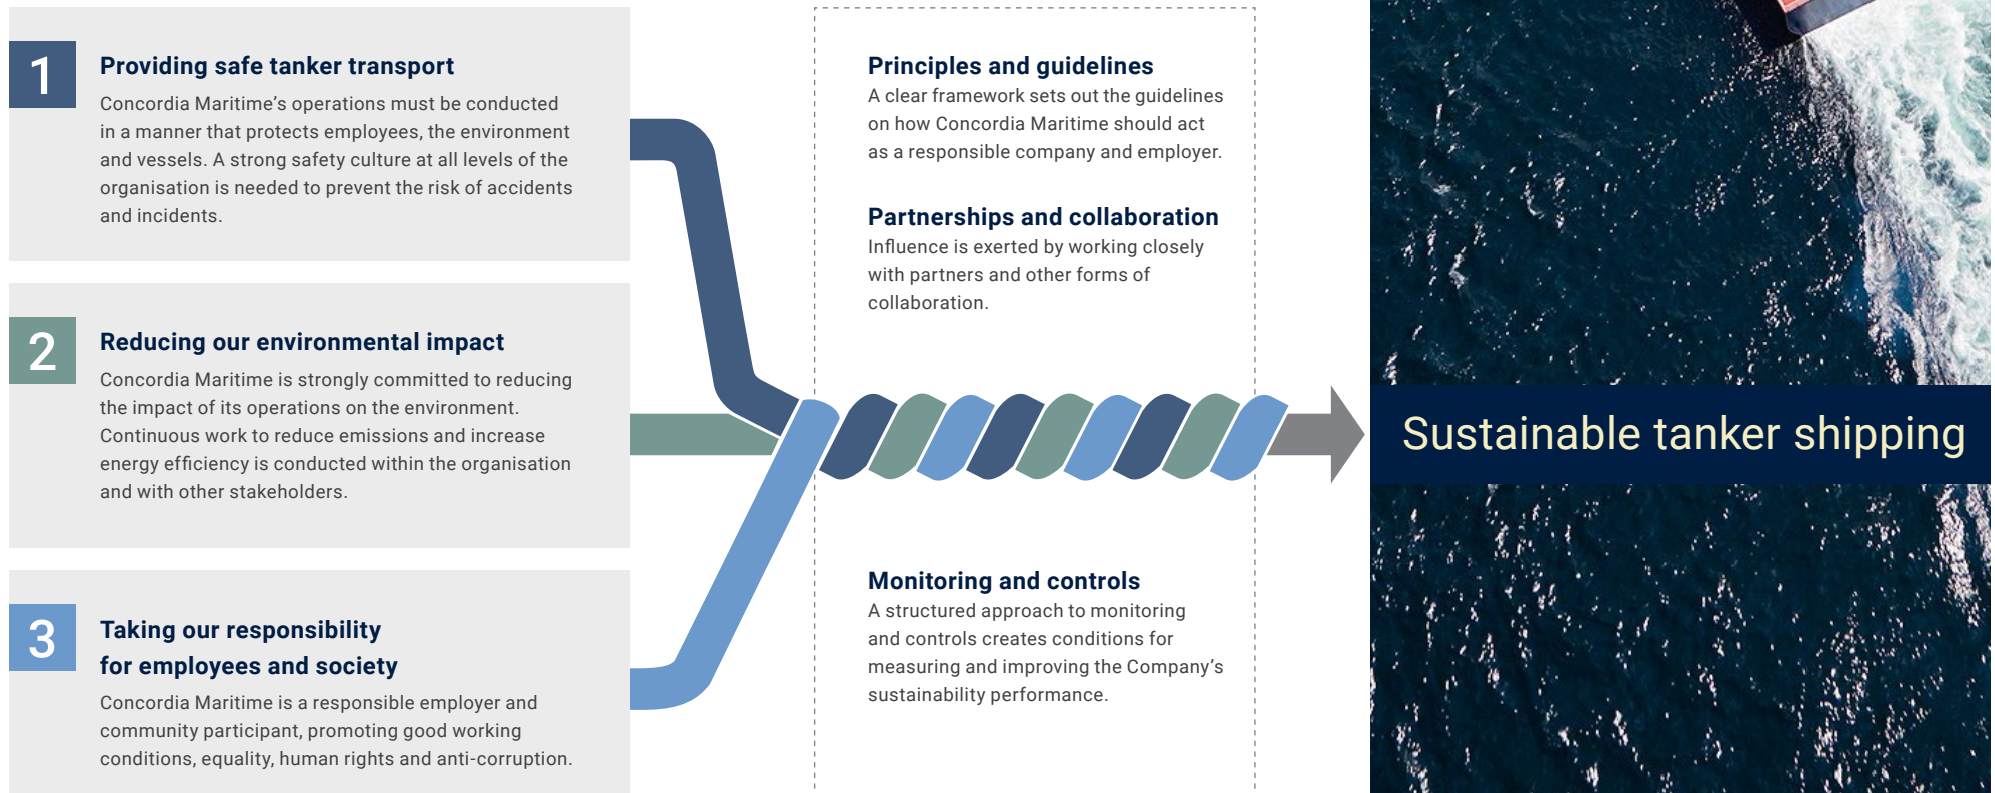 1
Providing safe tanker transport
Concordia Maritime’s operations must be conducted
in a manner that protects employees, the environment
and vessels. A strong safety culture at all levels of the
organisation is needed to prevent the risk of accidents
and incidents.
2
Reducing our environmental impact
Concordia Maritime is strongly committed to reducing
the impact of its operations on the environment.
Continuous work to reduce emissions and increase
energy efficiency is conducted within the organisation
and with other stakeholders.
3
Taking our responsibility
for employees and society
Concordia Maritime is a responsible employer and
community participant, promoting good working
conditions, equality, human rights and anti-corruption.
Principles and guidelines
A clear framework sets out the guidelines
on how Concordia Maritime should act
as a responsible company and employer.
Partnerships and collaboration
Influence is exerted by working closely
with partners and other forms of
collaboration.
Monitoring and controls
A structured approach to monitoring
and controls creates conditions for
measuring and improving the Company’s
sustainability performance.
Sustainable tanker shipping